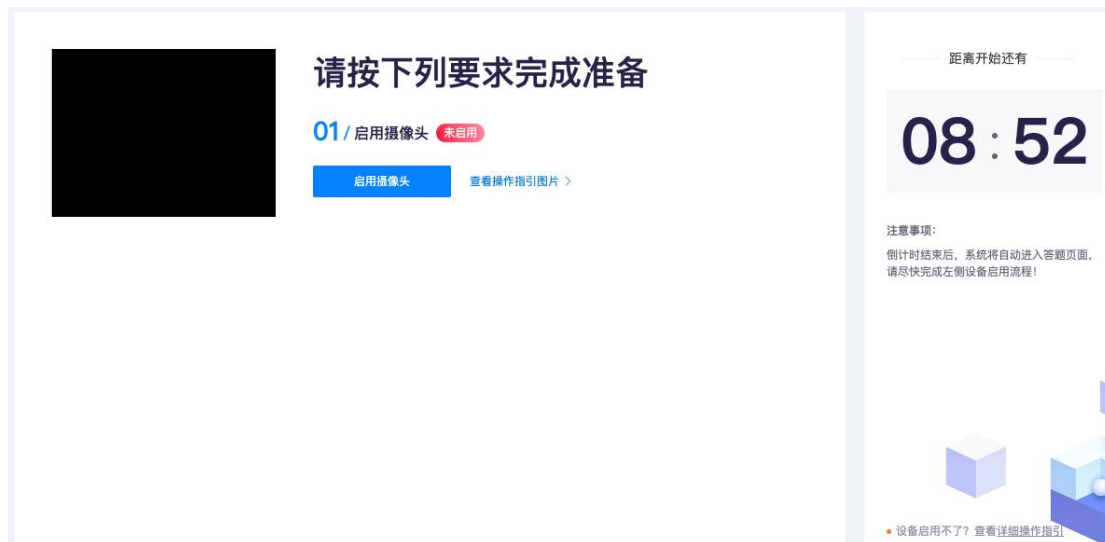 请按下列要求完成准备
01 / 启用摄像头 未启用
启用摄像头 查看操作指引图片 >
距离开始还有
08 : 52
注意事项：
倒计时结束后，系统将自动进入答题页面，
请尽快完成左侧设备启用流程！
设备启用不了？查看详细操作指引